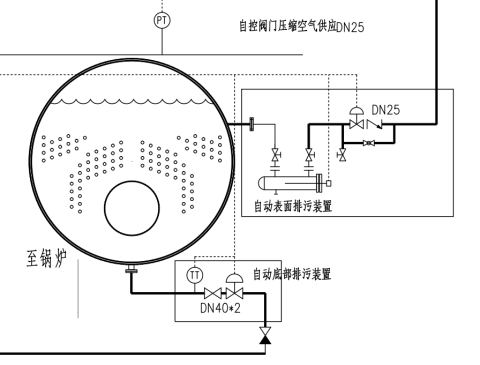 PT
自控阀门压缩空气供应DN25
DN25
自动表面排污装置
至锅炉
TT
自动底部排污装置
DN40*2